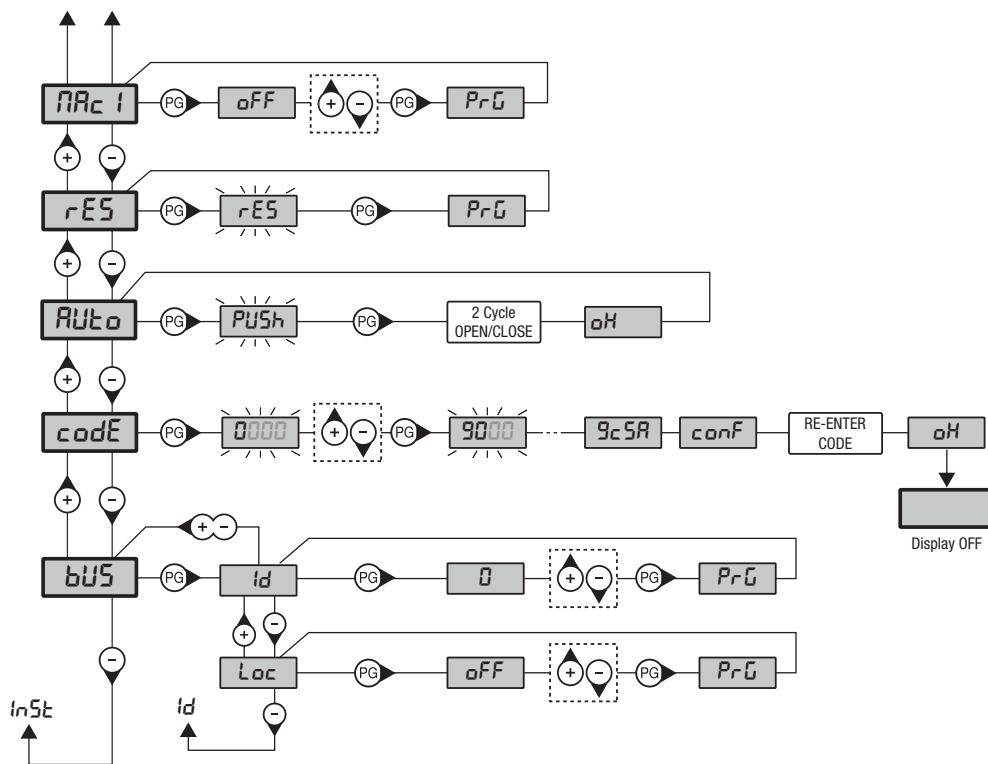 MAc1 PG oFF + - PG PrG
+ -
rES PG rES PG PrG
+ -
AUto PG PUSh PG 2 Cycle OPEN/CLOSE oH
+ -
codE PG 0000 + - PG 9000 9c5A conF RE-ENTER CODE oH
Display OFF
+ -
+ -
bUS PG Id PG 0 + - PG PrG
+ -
-
Loc PG oFF + - PG PrG
-
InSt
Id